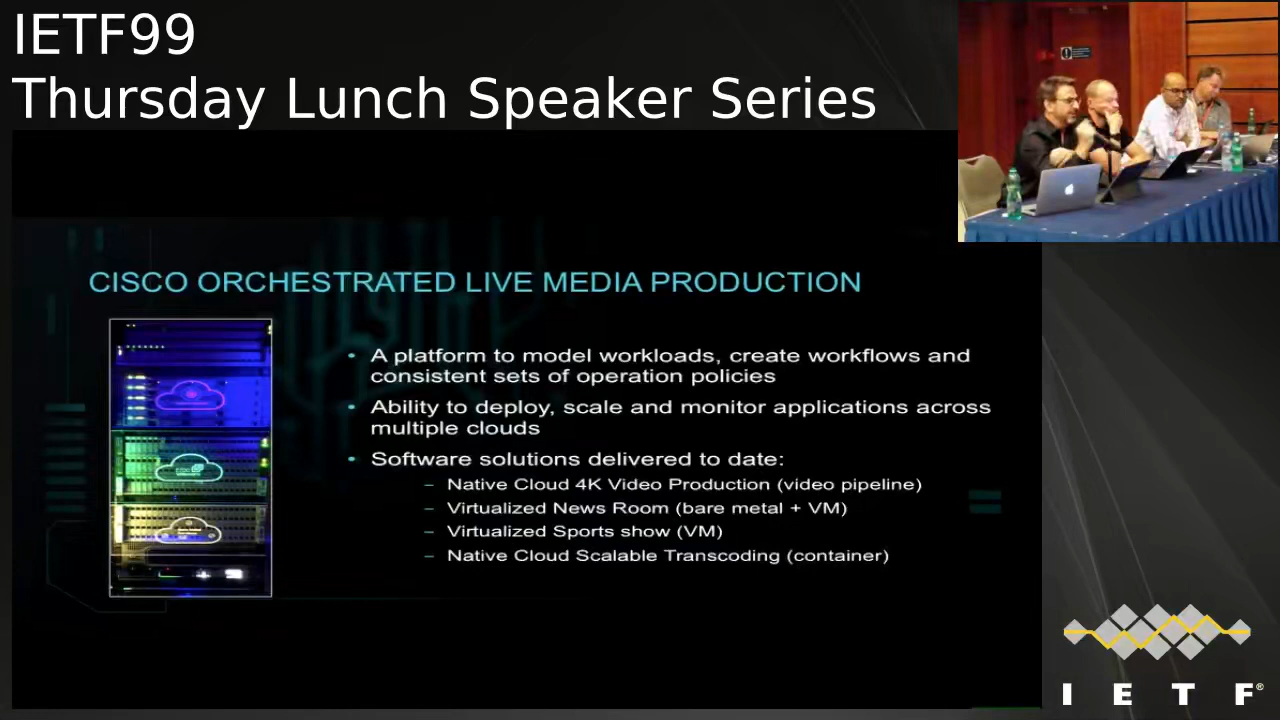 IETF99
Thursday Lunch Speaker Series
CISCO ORCHESTRATED LIVE MEDIA PRODUCTION
• A platform to model workloads, create workflows and
consistent sets of operation policies
• Ability to deploy, scale and monitor applications across
multiple clouds
• Software solutions delivered to date:
– Native Cloud 4K Video Production (video pipeline)
– Virtualized News Room (bare metal + VM)
– Virtualized Sports show (VM)
– Native Cloud Scalable Transcoding (container)
I E T F®